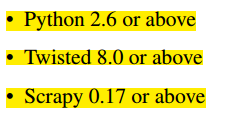 • Python 2.6 or above
• Twisted 8.0 or above
• Scrapy 0.17 or above